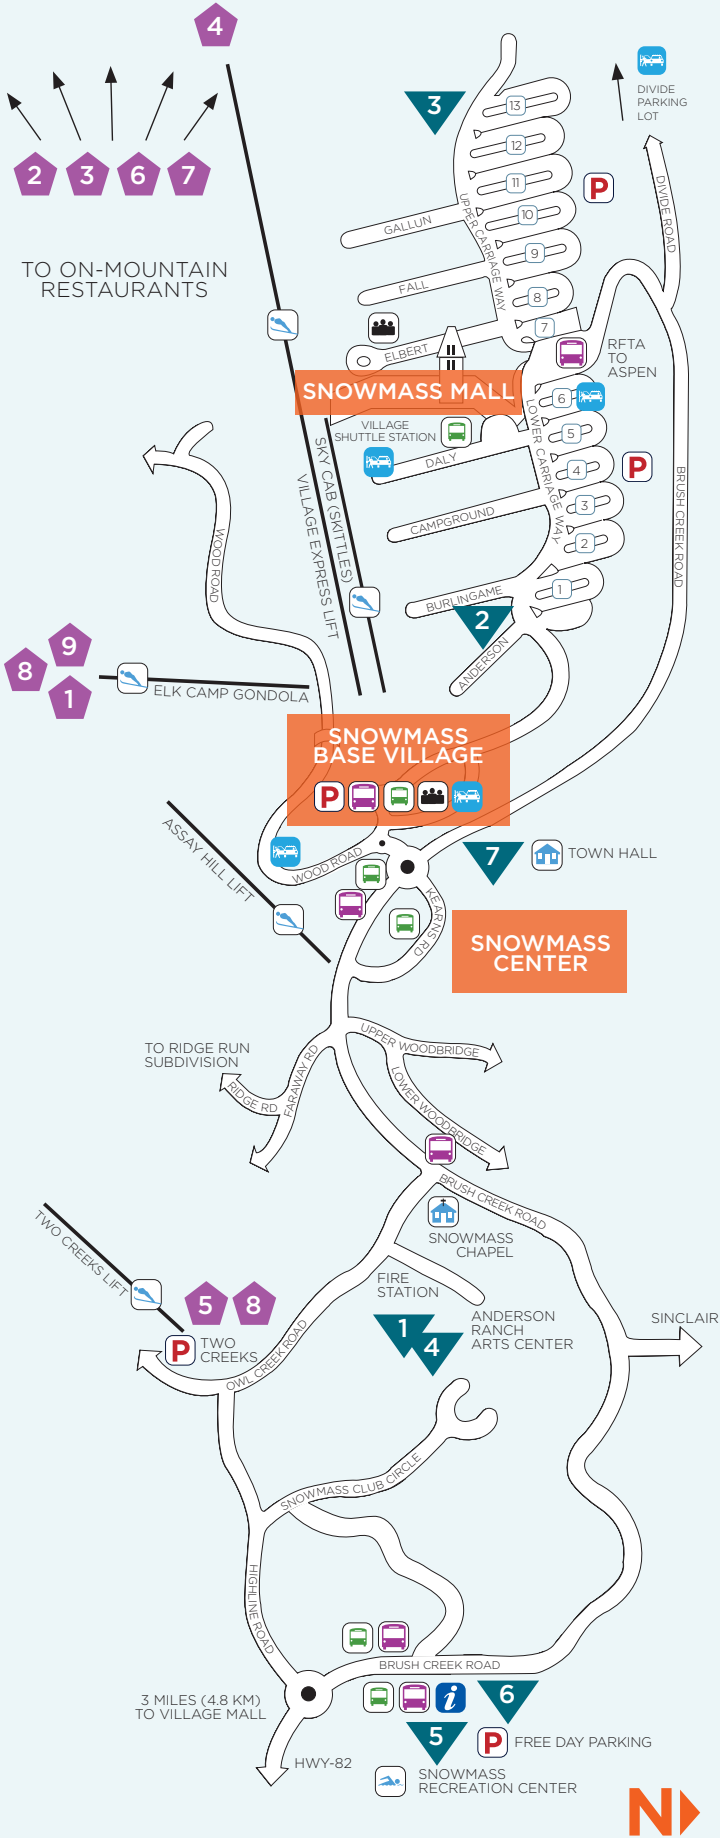 4
2
3
6
7
TO ON-MOUNTAIN
RESTAURANTS
3
DIVIDE
PARKING
LOT
13
12
11
10
9
8
7
P
DIVIDE ROAD
GALLUN
FALL
ELBERT
UPPER CARRIAGE WAY
RFTA
TO
ASPEN
SNOWMASS MALL
VILLAGE
SHUTTLE STATION
DALY
CAMPGROUND
BURLINGAME
ANDERSON
LOWER CARRIAGE WAY
6
5
4
3
2
1
P
BRUSH CREEK ROAD
SKY CAB (SKITTLES)
VILLAGE EXPRESS LIFT
WOOD ROAD
2
9
8
1
ELK CAMP GONDOLA
SNOWMASS
BASE VILLAGE
P
ASSAY HILL LIFT
WOOD ROAD
7
TOWN HALL
KEARNS RD
SNOWMASS
CENTER
TO RIDGE RUN
SUBDIVISION
RIDGE RD
FARAWAY RD
UPPER WOODBRIDGE
LOWER WOODBRIDGE
BRUSH CREEK ROAD
SNOWMASS
CHAPEL
TWO CREEKS LIFT
5
8
P
TWO
CREEKS
OWL CREEK ROAD
FIRE
STATION
1
4
ANDERSON
RANCH
ARTS CENTER
SINCLAIR
SNOWMASS CLUB CIRCLE
HIGHLINE ROAD
BRUSH CREEK ROAD
3 MILES (4.8 KM)
TO VILLAGE MALL
HWY-82
i
6
5
P
FREE DAY PARKING
SNOWMASS
RECREATION CENTER
N